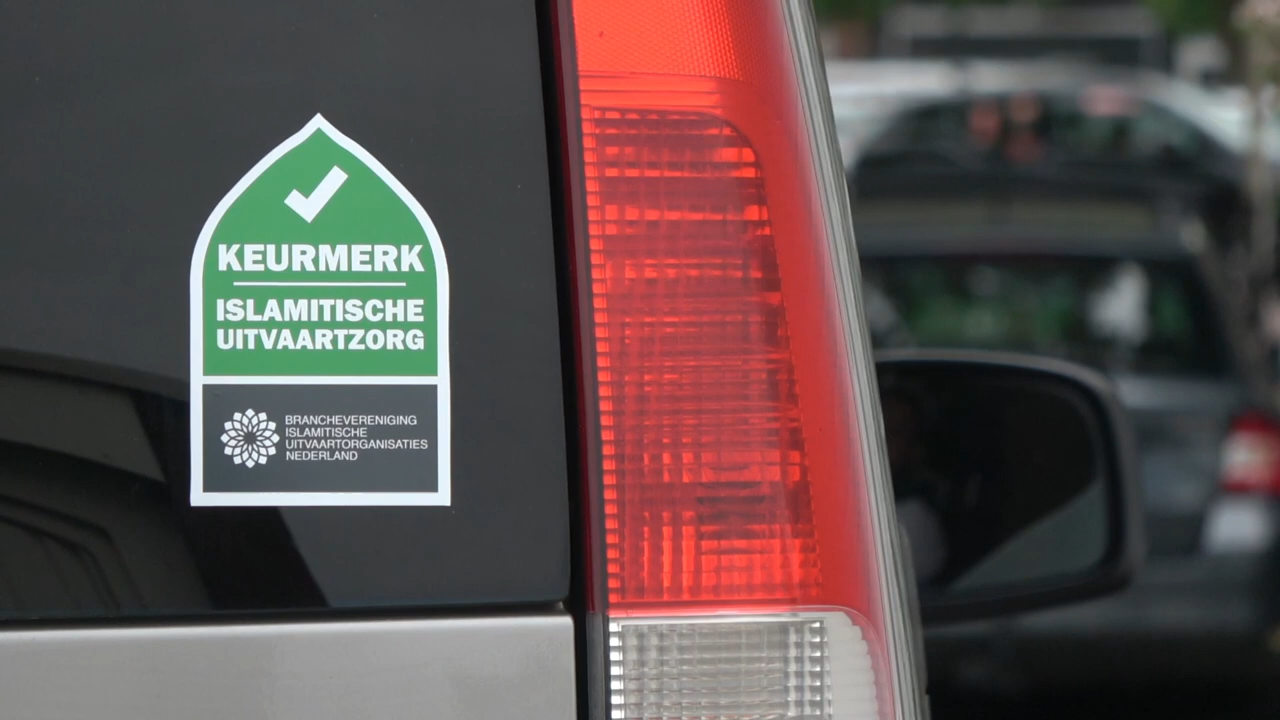 KEURMERK
ISLAMITISCHE
UITVAARTZORG
BRANCHEVERENIGING
ISLAMITISCHE
UITVAARTORGANISATIES
NEDERLAND